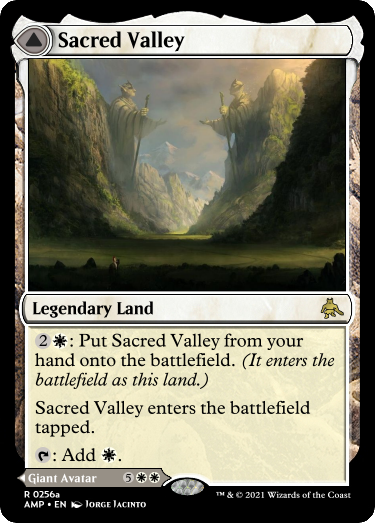 Sacred Valley
Legendary Land
2: Put Sacred Valley from your
hand onto the battlefield. (It enters the
battlefield as this land.)
Sacred Valley enters the battlefield
tapped.
: Add .
Giant Avatar 5
R 0256a
AMP • EN Jorge Jacinto
™ & © 2021 Wizards of the Coast